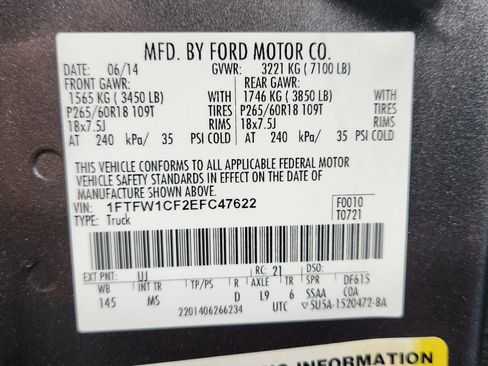 MFD. BY FORD MOTOR CO.
DATE: 06/14 GVWR: 3221 KG ( 7100 LB)
FRONT GAWR: REAR GAWR:
1565 KG ( 3450 LB) WITH 1746 KG ( 3850 LB) WITH
P265/60R18 109T TIRES P265/60R18 109T TIRES
18x7.5J RIMS 18x7.5J RIMS
AT 240 kPa/ 35 PSI COLD AT 240 kPa/ 35 PSI COLD
THIS VEHICLE CONFORMS TO ALL APPLICABLE FEDERAL MOTOR
VEHICLE SAFETY STANDARDS IN EFFECT ON THE DATE OF
MANUFACTURE SHOWN ABOVE.
VIN: 1FTFW1CF2EFC47622 F0010
TYPE: Truck T0721
EXT PNT: UJ RC: 21 DSO:
WB INT TR TP/PS R AXLE TR SPR DF615
145 MS D L9 6 SSAA COA
2201406266234 UTC 5U5A-1520472-BA
INFORMATION